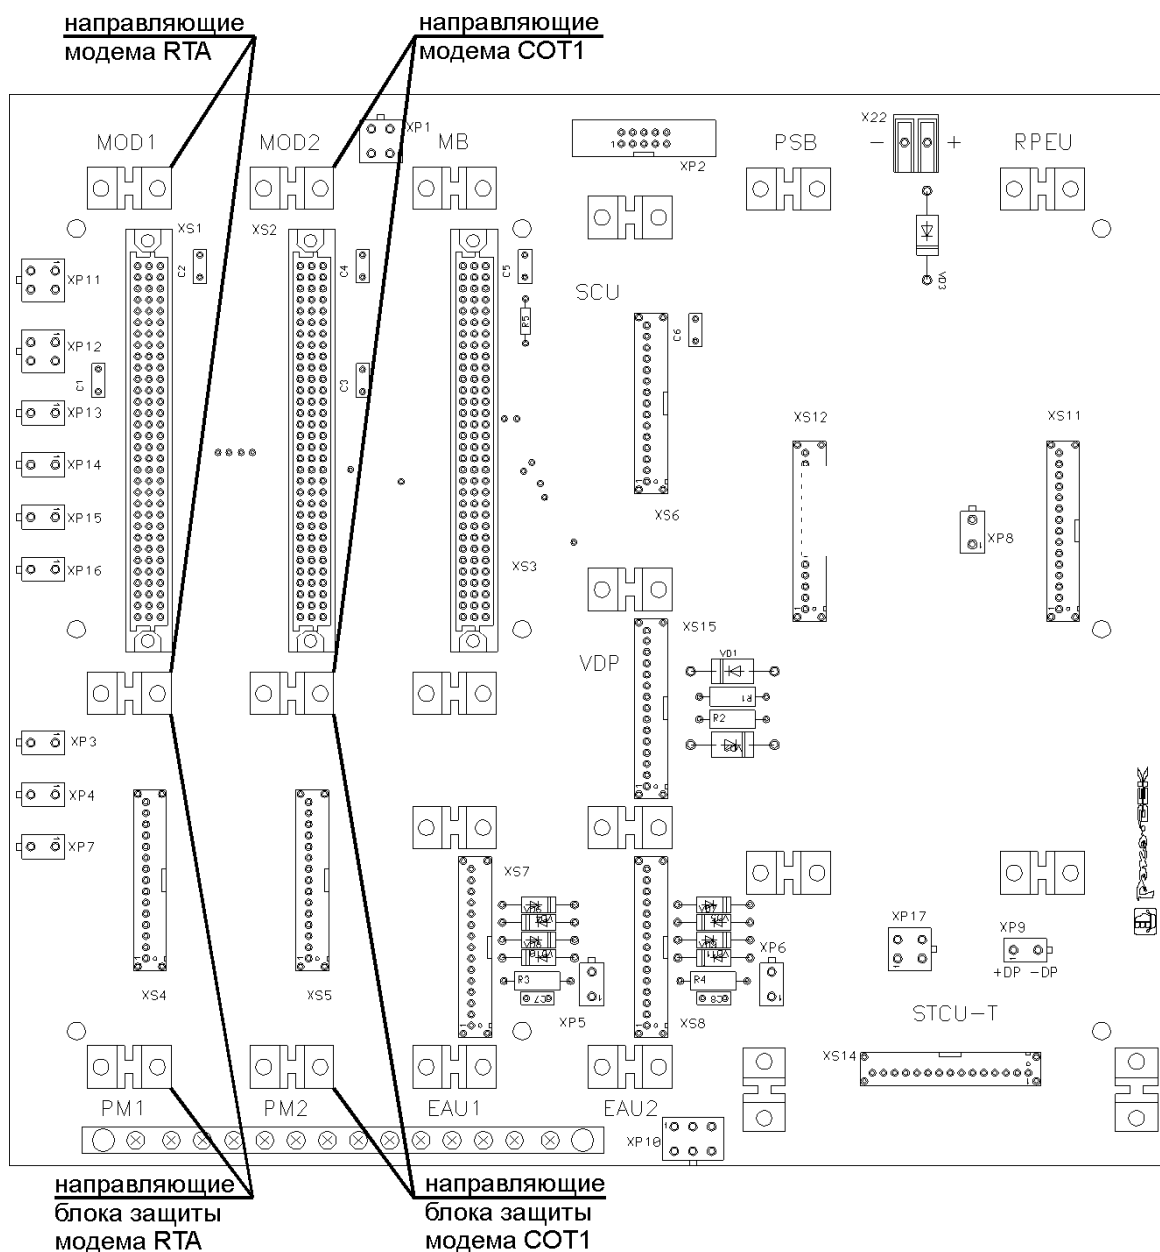 направляющие
модема RTA
направляющие
модема COT1
MOD1
MOD2
XP1
MB
XP2
PSB
X22
- +
RPEU
XS1
XS2
C2
C4
C5
XP11
SCU
VD3
R5
C6
XP12
C1
C3
XP13
XS12
XS11
XP14
XP15
XS6
XP8
XP16
XS3
XS15
VDP
VD1
R1
R2
XP3
XP4
XP7
XS7
XP17
XP9
XP6
+DP -DP
XS4
XS5
R3
R4
C7
C8
XP5
XS8
STCU-T
XS14
PM1
PM2
EAU1
EAU2
XP10
направляющие
блока защиты
модема RTA
направляющие
блока защиты
модема COT1